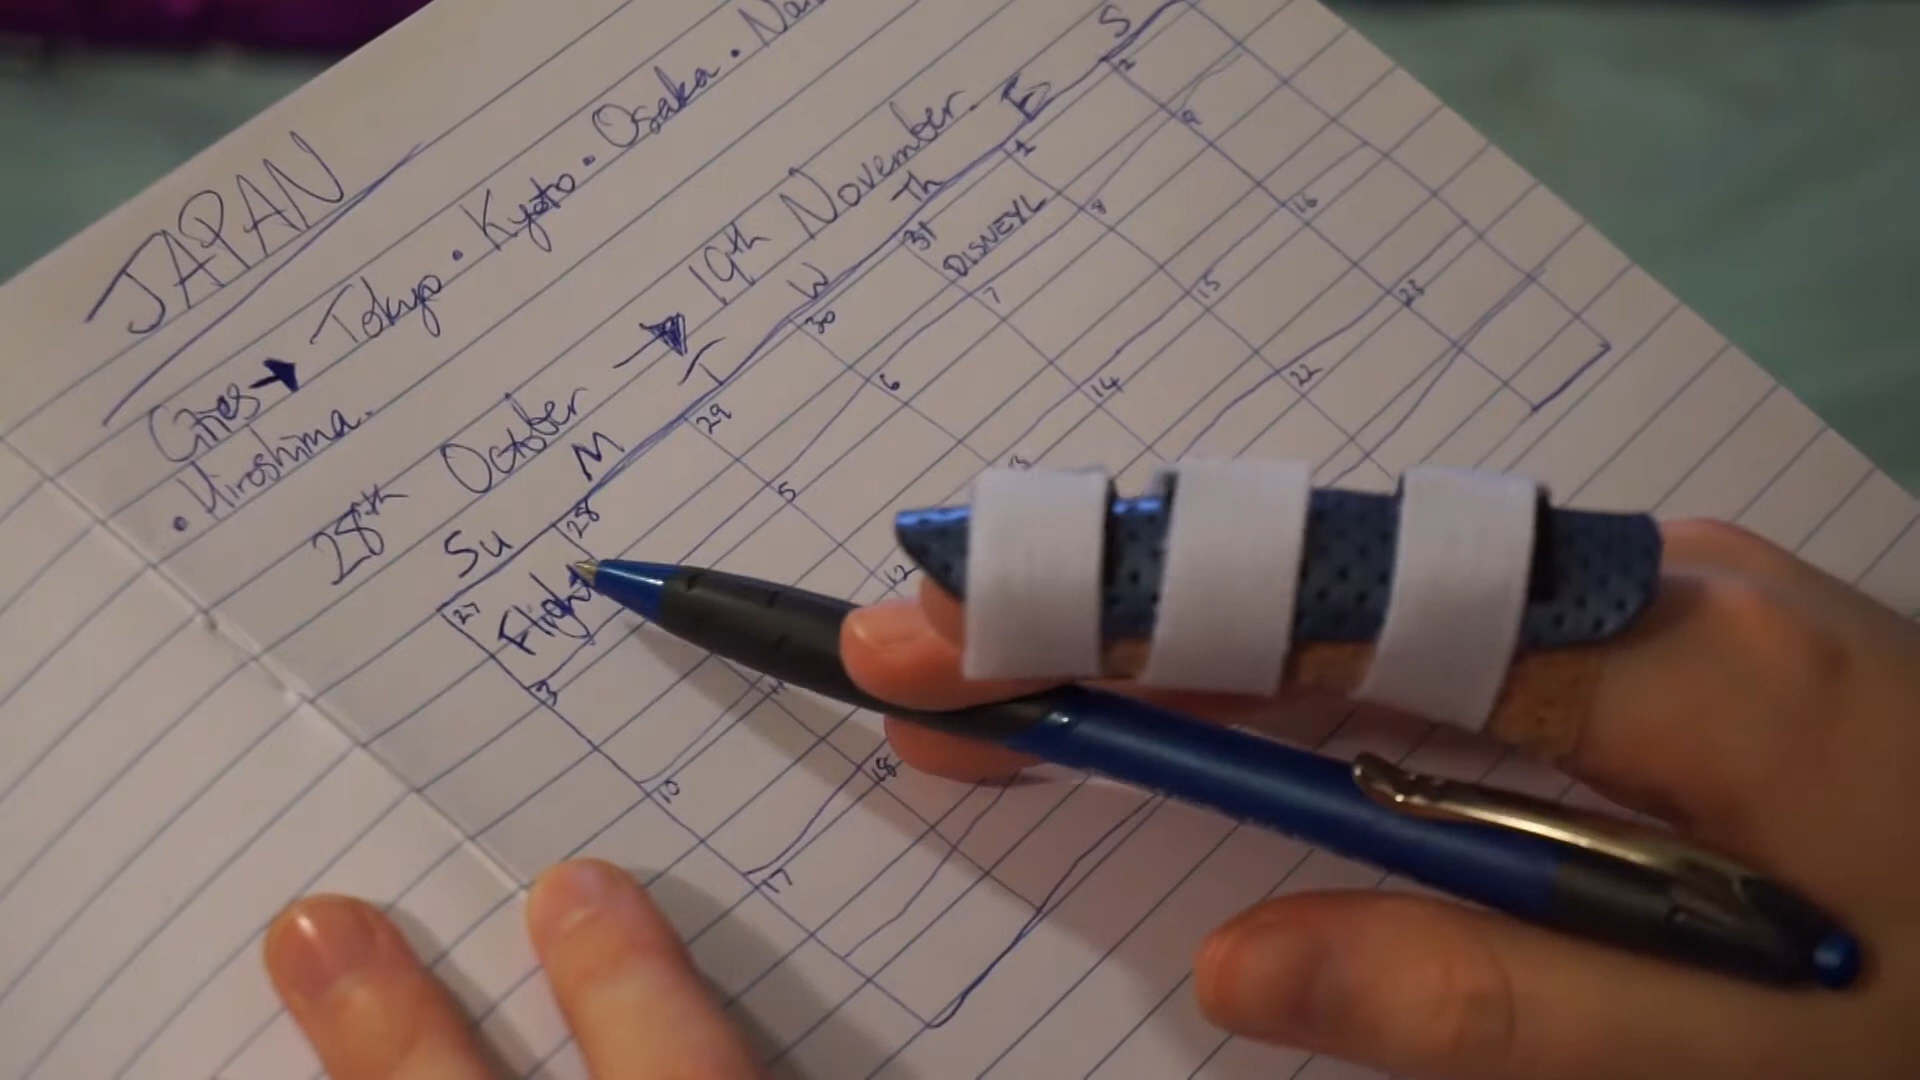 JAPAN
Cities → Tokyo • Kyoto • Osaka •
• Hiroshima.
28th October → 19th November.
Su M T W Th F S
27 28 29 30 31 1 2
Flight DISNEYL
3 5 6 7 8 9
10 11 12 13 14 15 16
18 22 23